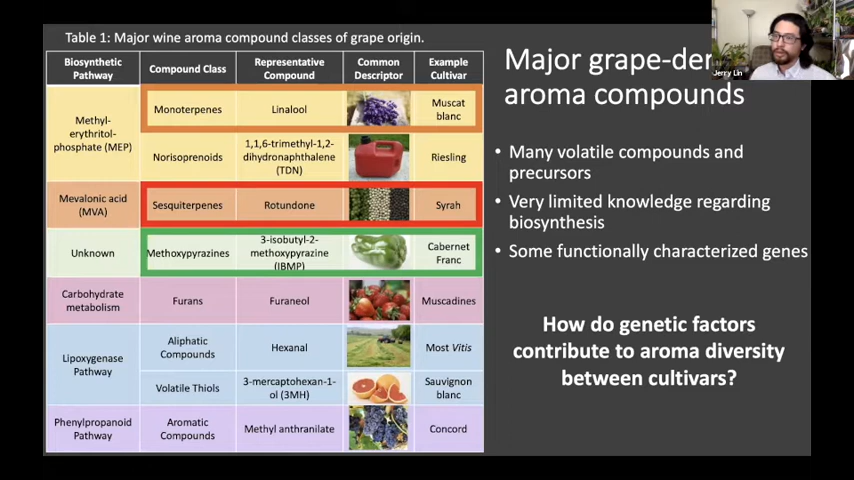 Table 1: Major wine aroma compound classes of grape origin.
Biosynthetic
Pathway
Compound Class
Representative
Compound
Common
Descriptor
Example
Cultivar
Methyl-
erythritol-
phosphate (MEP)
Monoterpenes
Linalool
Muscat
blanc
Norisoprenoids
1,1,6-trimethyl-1,2-
dihydronaphthalene
(TDN)
Riesling
Mevalonic acid
(MVA)
Sesquiterpenes
Rotundone
Syrah
Unknown
Methoxypyrazines
3-isobutyl-2-
methoxypyrazine
(IBMP)
Cabernet
Franc
Carbohydrate
metabolism
Furans
Furaneol
Muscadines
Lipoxygenase
Pathway
Aliphatic
Compounds
Hexanal
Most Vitis
Volatile Thiols
3-mercaptohexan-1-
ol (3MH)
Sauvignon
blanc
Phenylpropanoid
Pathway
Aromatic
Compounds
Methyl anthranilate
Concord
Major grape-de
aroma compounds
• Many volatile compounds and
precursors
• Very limited knowledge regarding
biosynthesis
• Some functionally characterized genes
How do genetic factors
contribute to aroma diversity
between cultivars?
Jerry Lin